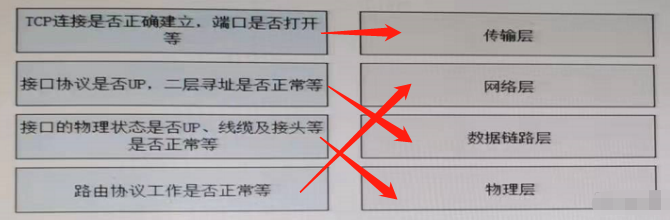 TCP连接是否正确建立，端口是否打开
等
传输层
接口协议是否UP，二层寻址是否正常等
网络层
接口的物理状态是否UP、线缆及接头等
是否正常等
数据链路层
路由协议工作是否正常等
物理层